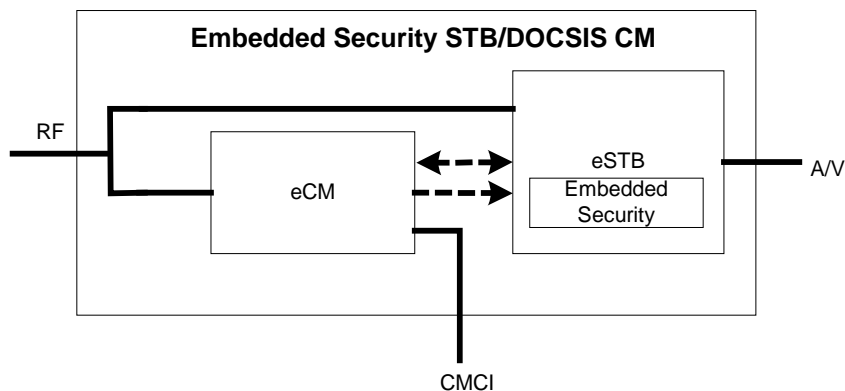 Embedded Security STB/DOCSIS CM
RF
eCM
eSTB
Embedded
Security
A/V
CMCI